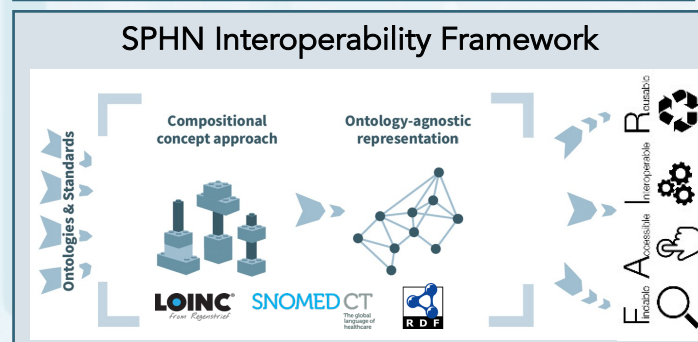 SPHN Interoperability Framework
Ontologies & Standards
Compositional
concept approach
Ontology-agnostic
representation
LOINC®
from Regenstrief
SNOMED CT
The global
language of
healthcare
RDF
Reusable
Interoperable
Accessible
Findable